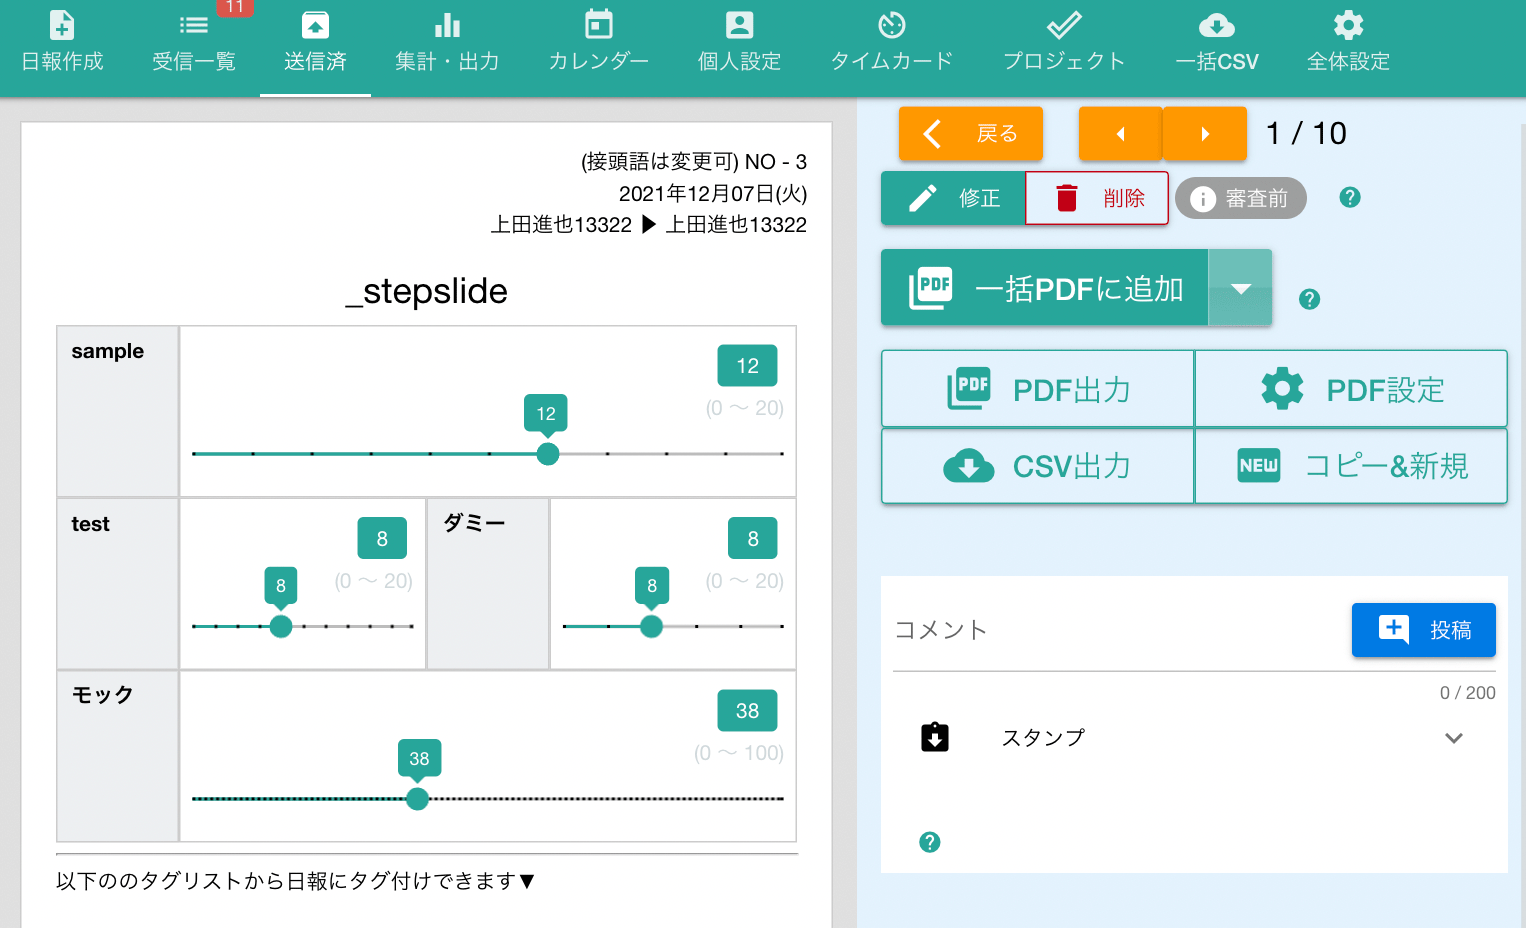 11
日報作成
受信一覧
送信済
集計・出力
カレンダー
個人設定
タイムカード
プロジェクト
一括CSV
全体設定
(接頭語は変更可) NO - 3
2021年12月07日(火)
上田進也13322 ▶ 上田進也13322
_stepslide
sample
12
(0 〜 20)
12
test
8
(0 〜 20)
8
ダミー
8
(0 〜 20)
8
モック
38
(0 〜 100)
38
以下ののタグリストから日報にタグ付けできます▼
戻る
1 / 10
修正
削除
審査前
?
PDF 一括PDFに追加
?
PDF PDF出力
PDF設定
CSV出力
NEW コピー&新規
コメント
投稿
0 / 200
スタンプ
?